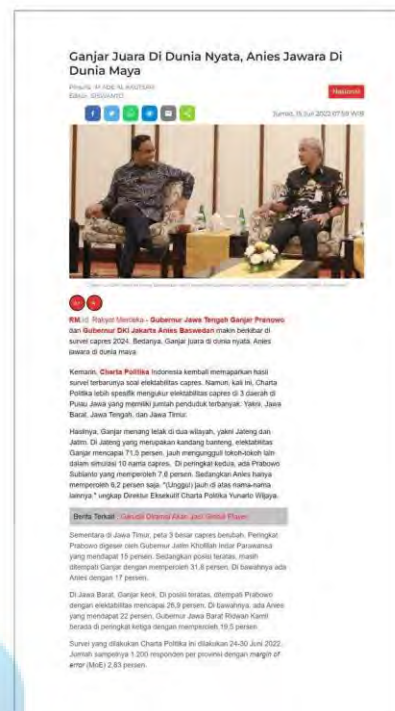 Ganjar Juara Di Dunia Nyata, Anies Jawara Di
Dunia Maya
Nasional
Jumat, 15 Juli 2022 07:59 WIB
RM.id Rakyat Merdeka - Gubernur Jawa Tengah Ganjar Pranowo
dan Gubernur DKI Jakarta Anies Baswedan makin berkibar di
survei capres 2024. Bedanya, Ganjar juara di dunia nyata, Anies
jawara di dunia maya.
Kemarin, Charta Politika Indonesia kembali memaparkan hasil
survei terbarunya soal elektabilitas capres. Namun, kali ini, Charta
Politika lebih spesifik mengukur elektabilitas capres di 3 daerah di
Pulau Jawa yang memiliki jumlah penduduk terbanyak. Yakni, Jawa
Barat, Jawa Tengah, dan Jawa Timur.
Hasilnya, Ganjar menang telak di dua wilayah, yakni Jateng dan
Jatim. Di Jateng yang merupakan kandang banteng, elektabilitas
Ganjar mencapai 71,5 persen, jauh mengungguli tokoh-tokoh lain
dalam simulasi 10 nama capres. Di peringkat kedua, ada Prabowo
Subianto yang memperoleh 7,8 persen. Sedangkan Anies hanya
memperoleh 6,2 persen saja. "(Unggul) jauh di atas nama-nama
lainnya," ungkap Direktur Eksekutif Charta Politika Yunarto Wijaya.
Berita Terkait :
Sementara di Jawa Timur, peta 3 besar capres berubah. Peringkat
Prabowo digeser oleh Gubernur Jatim Khofifah Indar Parawansa
yang mendapat 15 persen. Sedangkan posisi teratas, masih
ditempati Ganjar dengan memperoleh 31,6 persen. Di bawahnya ada
Anies dengan 17 persen.
Di Jawa Barat, Ganjar keok. Di posisi teratas, ditempati Prabowo
dengan elektabilitas mencapai 26,9 persen. Di bawahnya, ada Anies
yang mendapat 22 persen, Gubernur Jawa Barat Ridwan Kamil
berada di peringkat ketiga dengan memperoleh 19,5 persen.
Survei yang dilakukan Charta Politika ini dilakukan 24-30 Juni 2022.
Jumlah sampelnya 1.200 responden per provinsi dengan margin of
error (MoE) 2,83 persen.